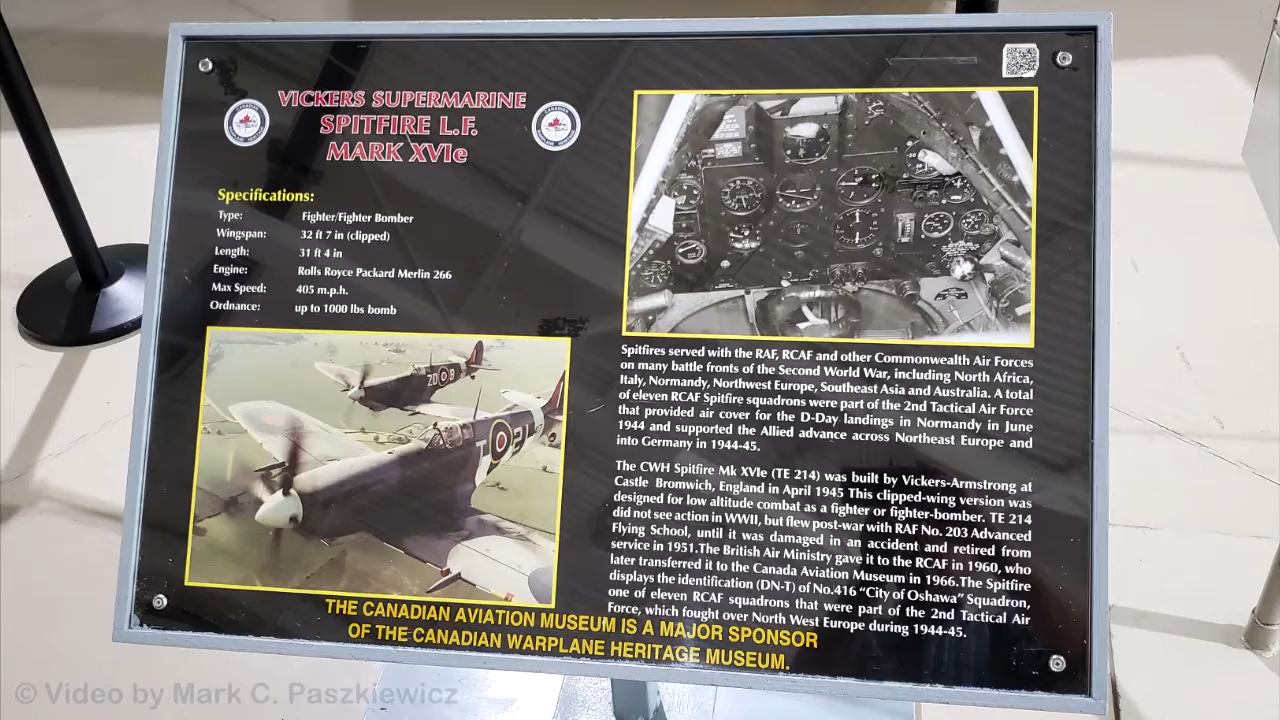 VICKERS SUPERMARINE
SPITFIRE L.F.
MARK XVIe
Specifications:
Type: Fighter/Fighter Bomber
Wingspan: 32 ft 7 in (clipped)
Length: 31 ft 4 in
Engine: Rolls Royce Packard Merlin 266
Max Speed: 405 m.p.h.
Ordnance: up to 1000 lbs bomb
ZD B
Spitfires served with the RAF, RCAF and other Commonwealth Air Forces
on many battle fronts of the Second World War, including North Africa,
Italy, Normandy, Northwest Europe, Southeast Asia and Australia. A total
of eleven RCAF Spitfire squadrons were part of the 2nd Tactical Air Force
that provided air cover for the D-Day landings in Normandy in June
1944 and supported the Allied advance across Northeast Europe and
into Germany in 1944-45.
The CWH Spitfire Mk XVIe (TE 214) was built by Vickers-Armstrong at
Castle Bromwich, England in April 1945 This clipped-wing version was
designed for low altitude combat as a fighter or fighter-bomber. TE 214
did not see action in WWII, but flew post-war with RAF No. 203 Advanced
Flying School, until it was damaged in an accident and retired from
service in 1951.The British Air Ministry gave it to the RCAF in 1960, who
later transferred it to the Canada Aviation Museum in 1966.The Spitfire
displays the identification (DN-T) of No.416 “City of Oshawa” Squadron,
one of eleven RCAF squadrons that were part of the 2nd Tactical Air
Force, which fought over North West Europe during 1944-45.
THE CANADIAN AVIATION MUSEUM IS A MAJOR SPONSOR
OF THE CANADIAN WARPLANE HERITAGE MUSEUM.
© Video by Mark C. Paszkiewicz